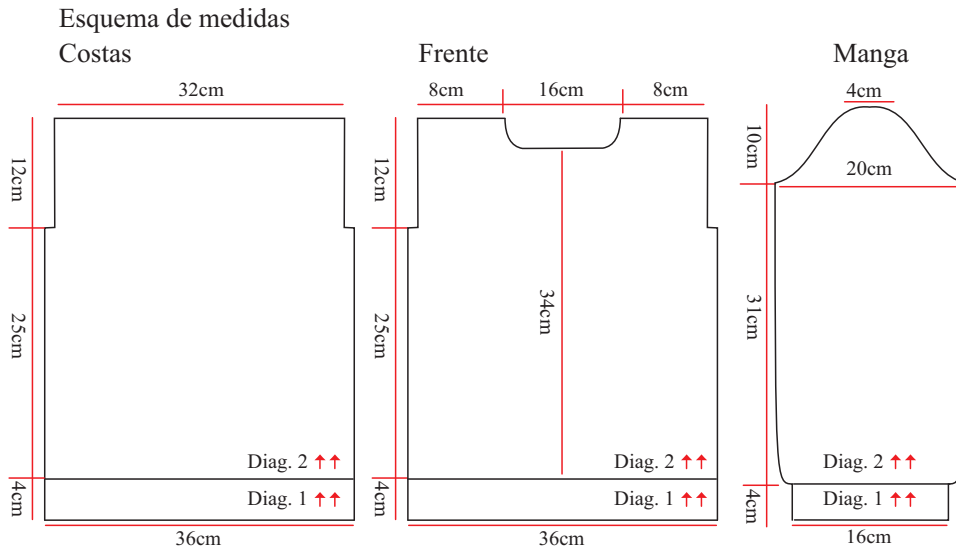 Esquema de medidas
Costas
32cm
12cm
25cm
4cm
Diag. 2
Diag. 1
36cm
Frente
8cm
16cm
8cm
12cm
25cm
4cm
34cm
Diag. 2
Diag. 1
36cm
Manga
4cm
10cm
20cm
31cm
4cm
Diag. 2
Diag. 1
16cm